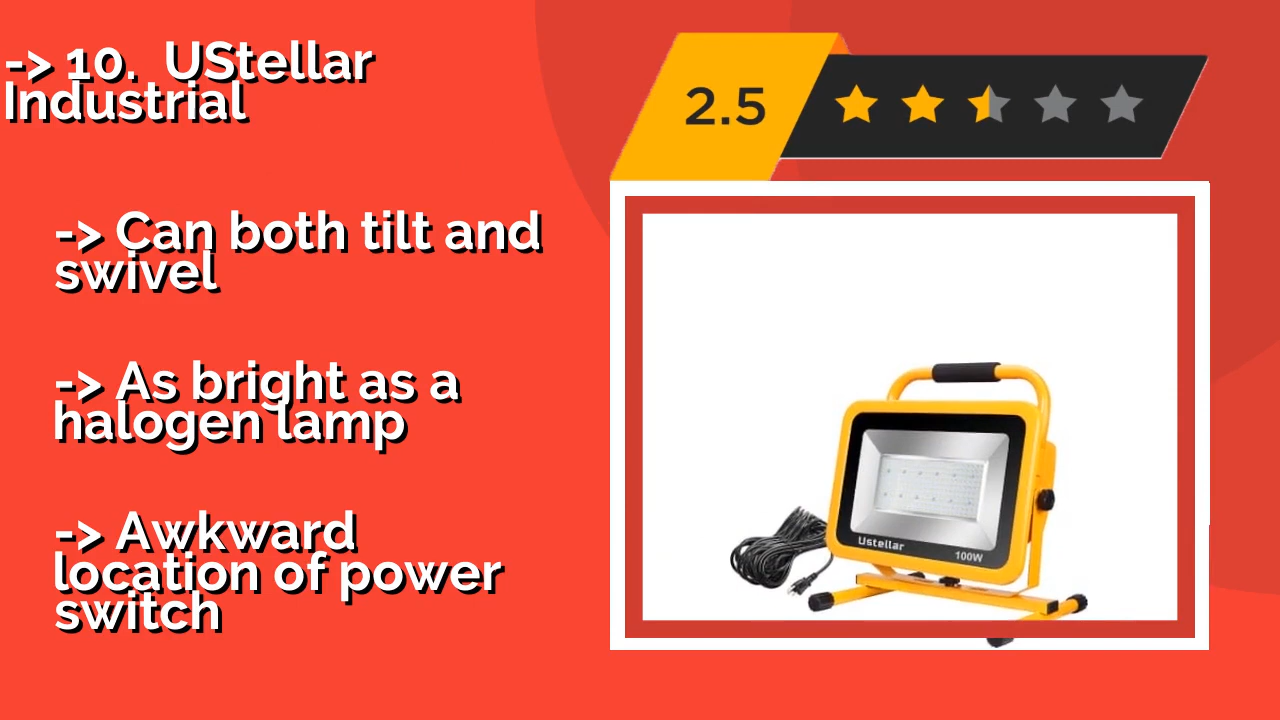 -> 10.  UStellar
Industrial
2.5
-> Can both tilt and
swivel
-> As bright as a
halogen lamp
-> Awkward
location of power
switch
Ustellar
100W